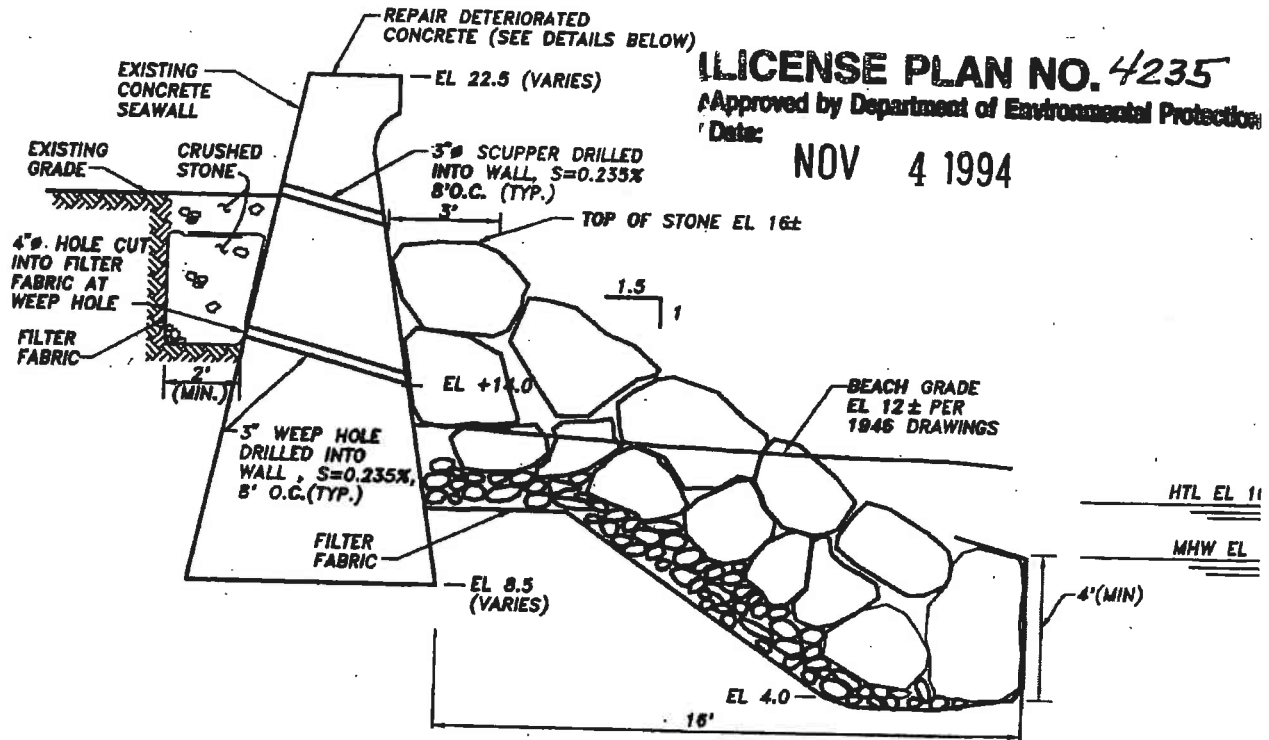 REPAIR DETERIORATED
CONCRETE (SEE DETAILS BELOW)
LICENSE PLAN NO. 4235
Approved by Department of Environmental Protection
Date:
NOV 4 1994
EXISTING
CONCRETE
SEAWALL
EL 22.5 (VARIES)
EXISTING
GRADE
CRUSHED
STONE
3"ø SCUPPER DRILLED
INTO WALL, S=0.235%
8'O.C. (TYP.)
3'
TOP OF STONE EL 16±
4"ø HOLE CUT
INTO FILTER
FABRIC AT
WEEP HOLE
1.5
1
FILTER
FABRIC
2'
(MIN.)
EL +14.0
BEACH GRADE
EL 12± PER
1946 DRAWINGS
3" WEEP HOLE
DRILLED INTO
WALL, S=0.235%,
8' O.C.(TYP.)
HTL EL
FILTER
FABRIC
MHW EL
EL 8.5
(VARIES)
4'(MIN)
EL 4.0
16'